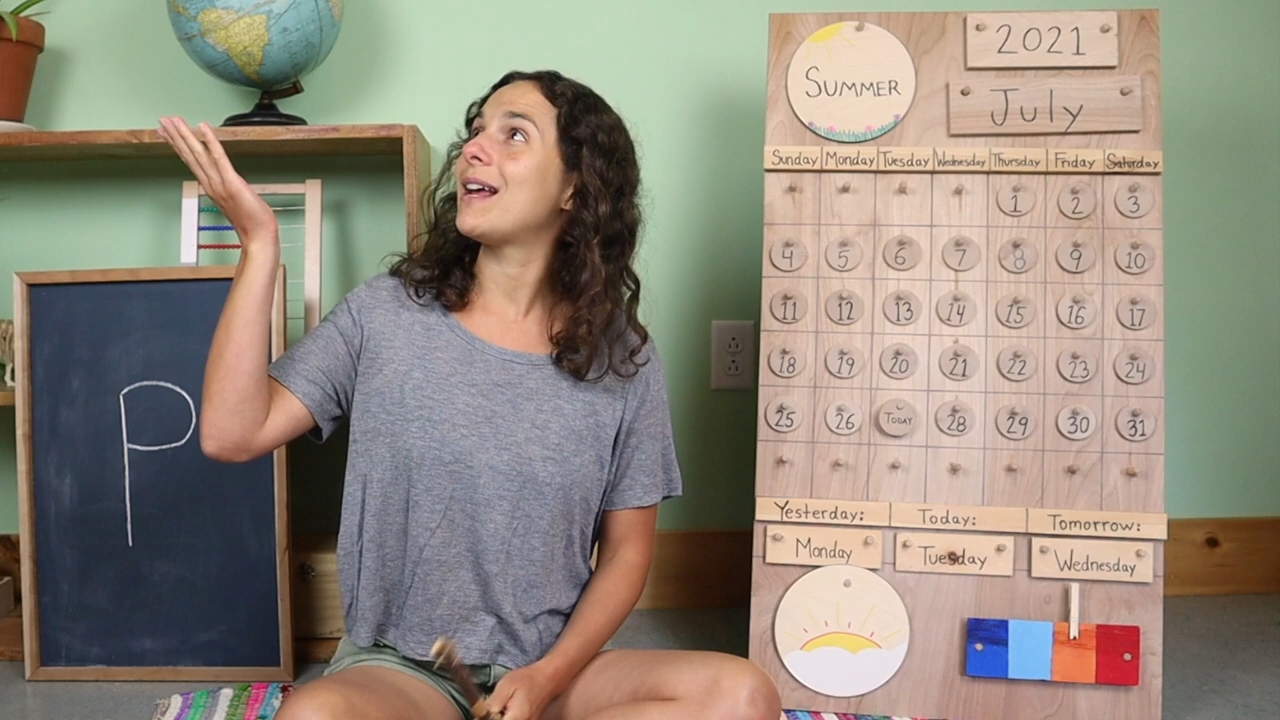 P
SUMMER
2021
July
Sunday Monday Tuesday Wednesday Thursday Friday Saturday
1 2 3
4 5 6 7 8 9 10
11 12 13 14 15 16 17
18 19 20 21 22 23 24
25 26 TODAY 28 29 30 31
Yesterday: Today: Tomorrow:
Monday Tuesday Wednesday